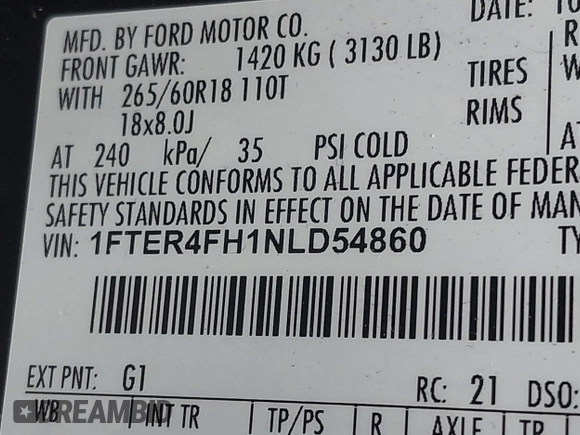 DATE: 10
MFD. BY FORD MOTOR CO.
FRONT GAWR: 1420 KG ( 3130 LB)
WITH 265/60R18 110T TIRES
18x8.0J RIMS
AT 240 kPa/ 35 PSI COLD
THIS VEHICLE CONFORMS TO ALL APPLICABLE FEDER
SAFETY STANDARDS IN EFFECT ON THE DATE OF MAN
VIN: 1FTER4FH1NLD54860 TY
EXT PNT: G1 RC: 21 DSO:
WB INT TR TP/PS R AXLE TR
DREAMBID